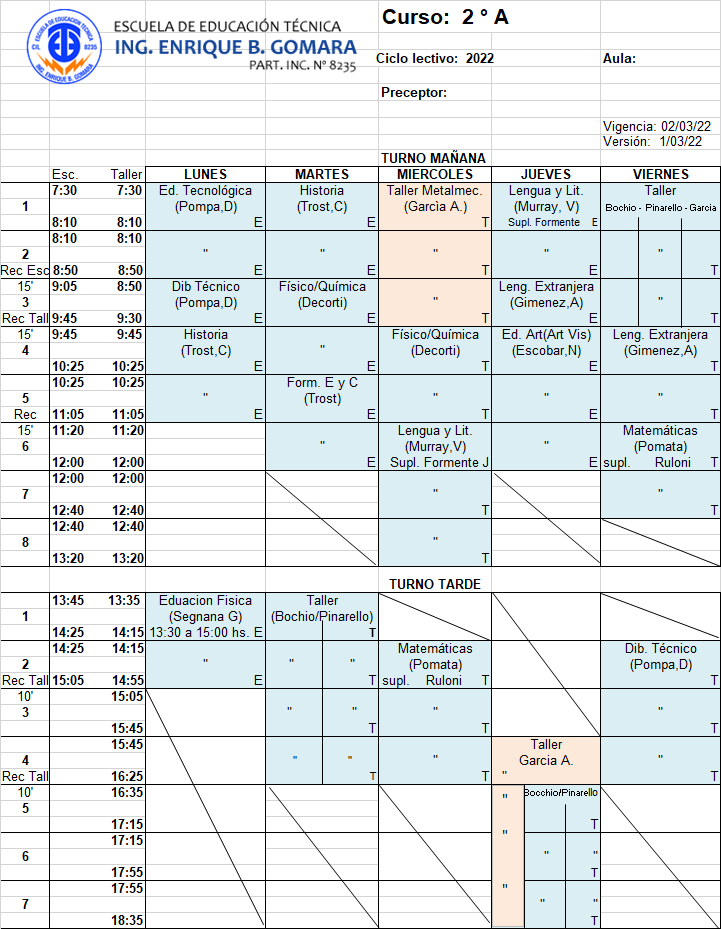 ESCUELA DE EDUCACIÓN TÉCNICA
ING. ENRIQUE B. GOMARA
PART. INC. Nº 8235
Curso: 2 º A
Ciclo lectivo: 2022 Aula:
Preceptor:
Vigencia: 02/03/22
Versión: 1/03/22
TURNO MAÑANA
Esc. Taller LUNES MARTES MIERCOLES JUEVES VIERNES
7:30 7:30 Ed. Tecnológica Historia Taller Metalmec. Lengua y Lit. Taller
1 (Pompa,D) (Trost,C) (Garcìa A.) (Murray, V) Bochio - Pinarello - Garcia
8:10 8:10 E E T Supl. Formente E
8:10 8:10
2 " " " " "
Rec Esc 8:50 8:50 E E T E T
15' 9:05 8:50 Dib Técnico Físico/Química Leng. Extranjera
3 (Pompa,D) (Decorti) " (Gimenez,A) "
Rec Tall 9:45 9:30 E E T E T
15' 9:45 9:45 Historia Físico/Química Ed. Art(Art Vis) Leng. Extranjera
4 (Trost,C) " (Decorti) (Escobar,N) (Gimenez,A)
10:25 10:25 E E T E T
10:25 10:25 Form. E y C
5 " (Trost) " " "
Rec 11:05 11:05 E E T E T
15' 11:20 11:20 Lengua y Lit. Matemáticas
6 " (Murray,V) " (Pomata)
12:00 12:00 E Supl. Formente J E supl. Ruloni T
12:00 12:00
7 " "
12:40 12:40 T T
12:40 12:40
8 "
13:20 13:20 T
TURNO TARDE
13:45 13:35 Eduacion Fisica Taller
1 (Segnana G) (Bochio/Pinarello)
14:25 14:15 13:30 a 15:00 hs. E T
14:25 14:15 Matemáticas Dib. Técnico
2 " " " (Pomata) (Pompa,D)
Rec Tall 15:05 14:55 E T supl. Ruloni T T
10' 15:05
3 " " " "
15:45 T T T
15:45 Taller
4 " " " Garcia A. "
Rec Tall 16:25 T T " T
10' 16:35 " Bocchio/Pinarello
5
17:15 T
17:15 "
6 " "
17:55 T
17:55 "
7 " "
18:35 T